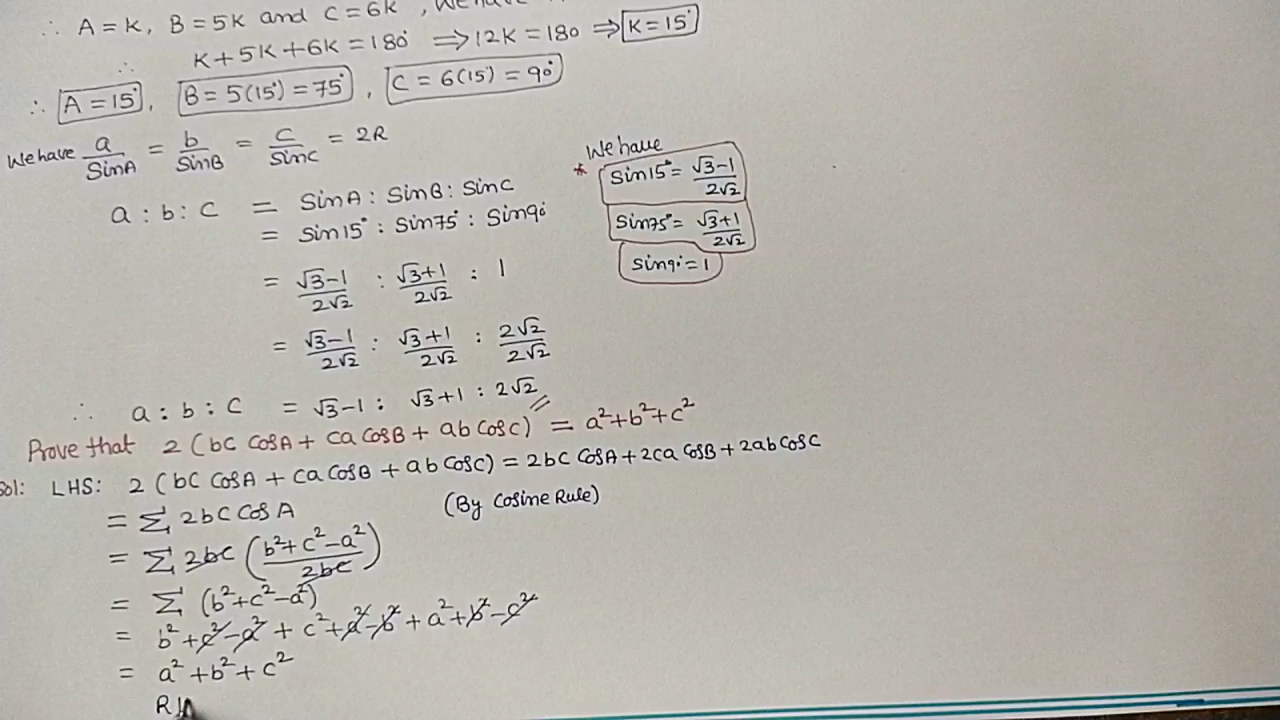 ∴ A = K, B = 5K and C = 6K, We have
∴ K + 5K + 6K = 180° ⇒ 12K = 180 ⇒ K = 15°
∴ A = 15°, B = 5(15°) = 75°, C = 6(15°) = 90°
We have a/SinA = b/SinB = c/SinC = 2R
a : b : c = SinA : SinB : SinC
= Sin15° : Sin75° : Sin90°
= √3-1/2√2 : √3+1/2√2 : 1
= √3-1/2√2 : √3+1/2√2 : 2√2/2√2
∴ a : b : c = √3-1 : √3+1 : 2√2
* We have
Sin15° = √3-1/2√2
Sin75° = √3+1/2√2
Sin90° = 1
Prove that 2 (bc CosA + ca CosB + ab CosC) = a²+b²+c²
Sol: LHS: 2 (bc CosA + ca CosB + ab CosC) = 2bc CosA + 2ca CosB + 2ab CosC
= Σ 2bc CosA (By Cosine Rule)
= Σ 2bc (b²+c²-a²/2bc)
= Σ (b²+c²-a²)
= b²+c²-a² + c²+a²-b² + a²+b²-c²
= a²+b²+c²